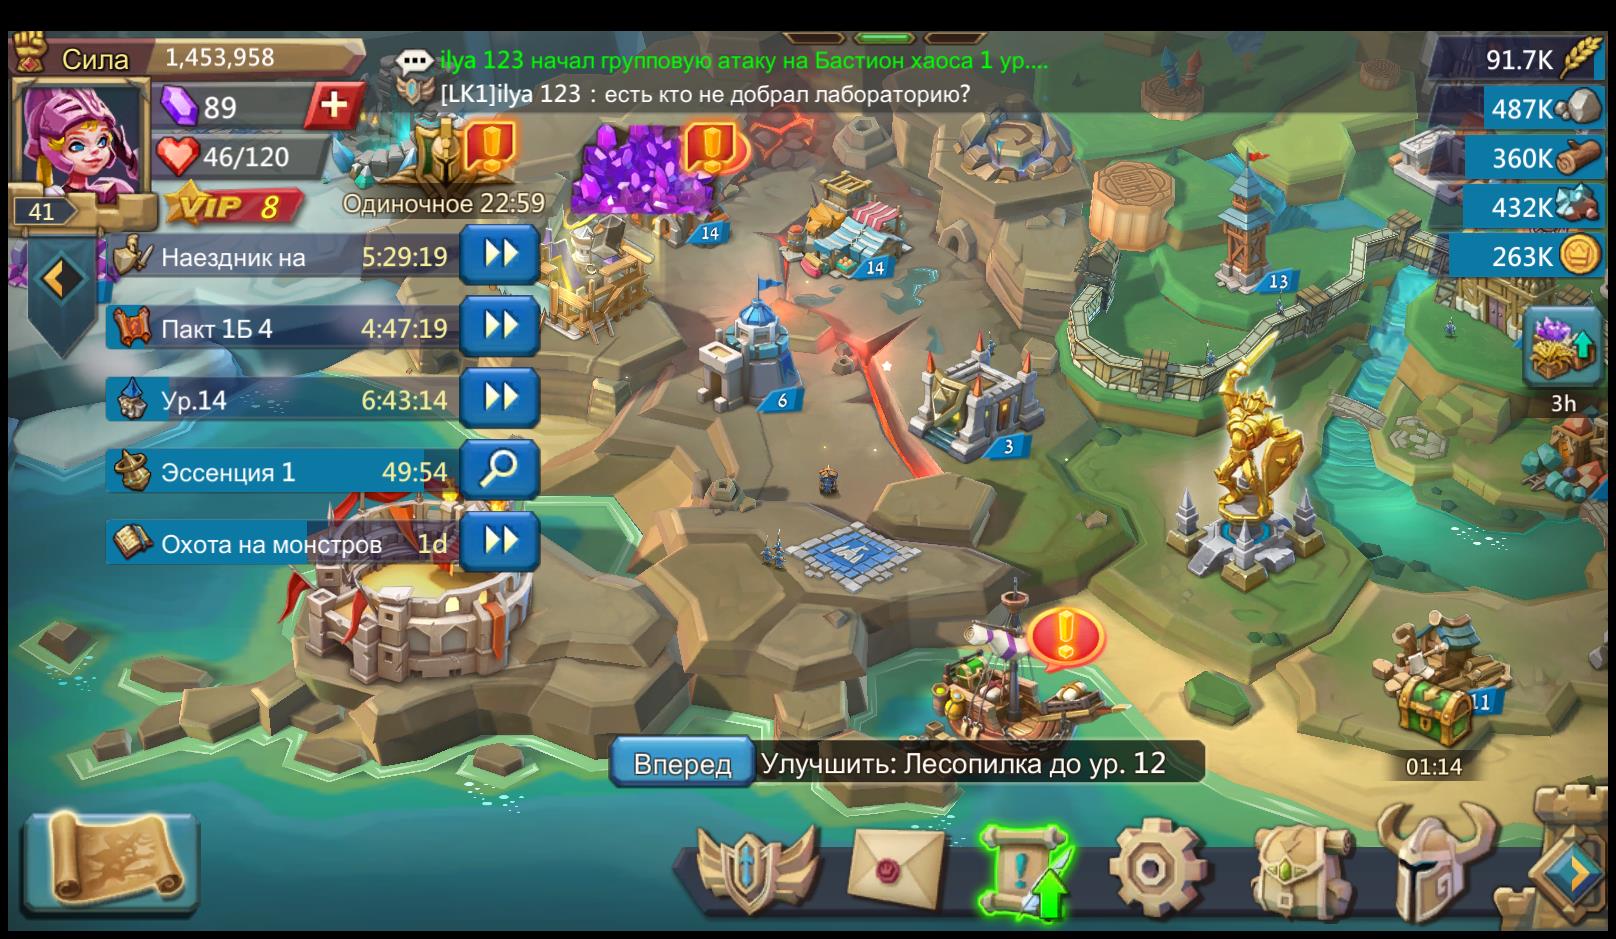 Сила 1,453,958
ilya 123 начал групповую атаку на Бастион хаоса 1 ур....
[LK1]ilya 123 : есть кто не добрал лабораторию?
91.7K
89
487K
46/120
360K
41
VIP 8
Одиночное 22:59
432K
14
Наездник на 5:29:19
263K
14
13
Пакт 1Б 4 4:47:19
Ур.14 6:43:14
6
3h
3
Эссенция 1 49:54
Охота на монстров 1d
11
Вперед Улучшить: Лесопилка до ур. 12
01:14